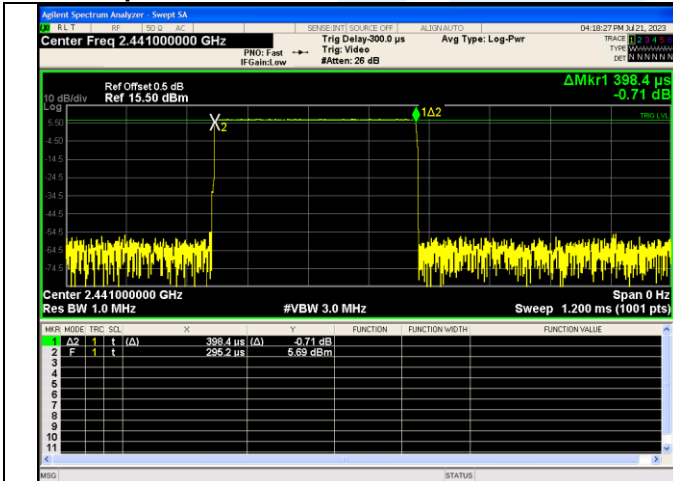 Agilent Spectrum Analyzer - Swept SA
RLT RF 50 Ω AC SENSE:INT SOURCE OFF ALIGNAUTO 04:18:27 PM Jul 21, 2023
Center Freq 2.441000000 GHz Trig Delay-300.0 µs Avg Type: Log-Pwr TRACE 1 2 3 4 5 6
PNO: Fast Trig: Video TYPE WWWWWW
IFGain:Low #Atten: 26 dB DET N N N N N N
ΔMkr1 398.4 µs
Ref Offset 0.5 dB
10 dB/div Ref 15.50 dBm -0.71 dB
Log
1Δ2 TRIG LVL
5.50 X2
-4.50
-14.5
-24.5
-34.5
-44.5
-54.5
-64.5
-74.5
Center 2.441000000 GHz Span 0 Hz
Res BW 1.0 MHz #VBW 3.0 MHz Sweep 1.200 ms (1001 pts)
MKR MODE TRC SCL X Y FUNCTION FUNCTION WIDTH FUNCTION VALUE
1 Δ2 1 t (Δ) 398.4 µs (Δ) -0.71 dB
2 F 1 t 295.2 µs 5.69 dBm
3
4
5
6
7
8
9
10
11
MSG STATUS